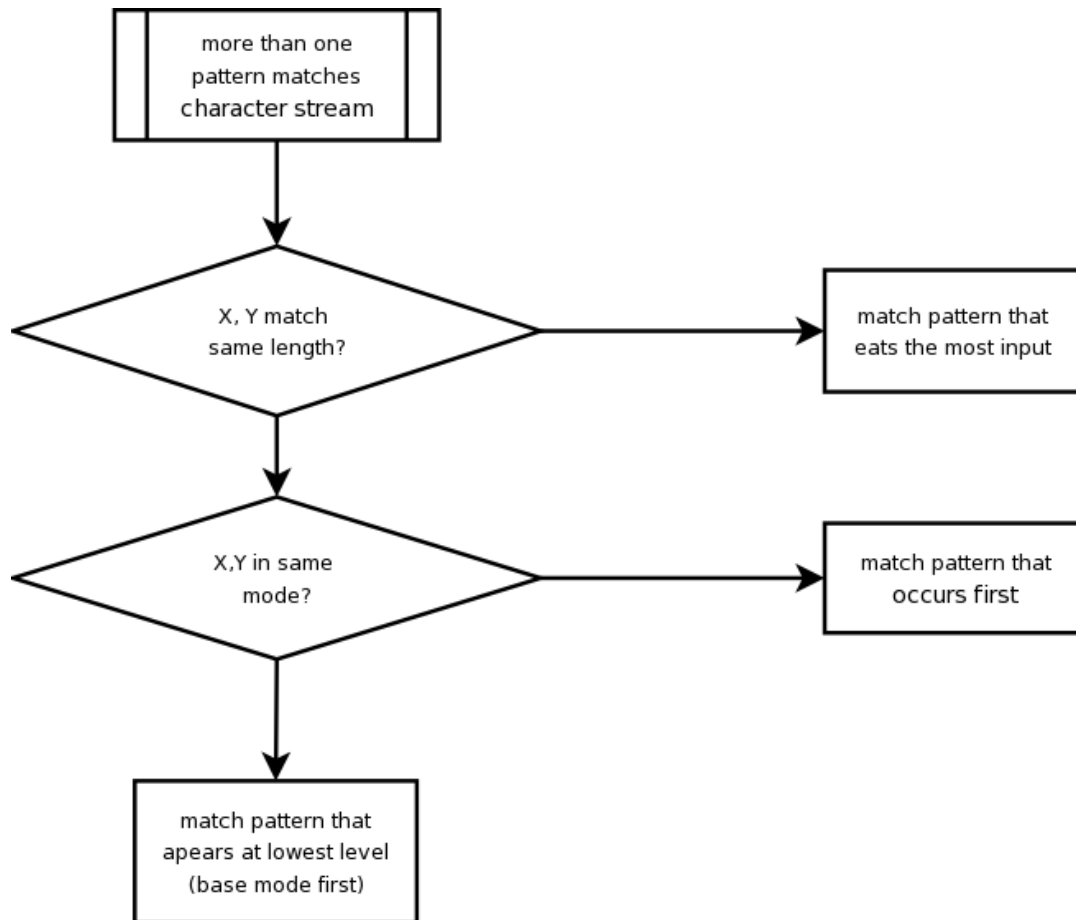 more than one
pattern matches
character stream
X, Y match
same length?
match pattern that
eats the most input
X,Y in same
mode?
match pattern that
occurs first
match pattern that
apears at lowest level
(base mode first)